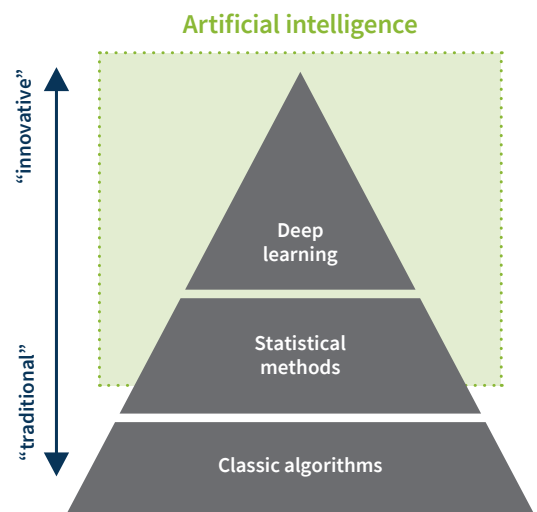 Artificial intelligence
“innovative”
Deep
learning
Statistical
methods
“traditional”
Classic algorithms